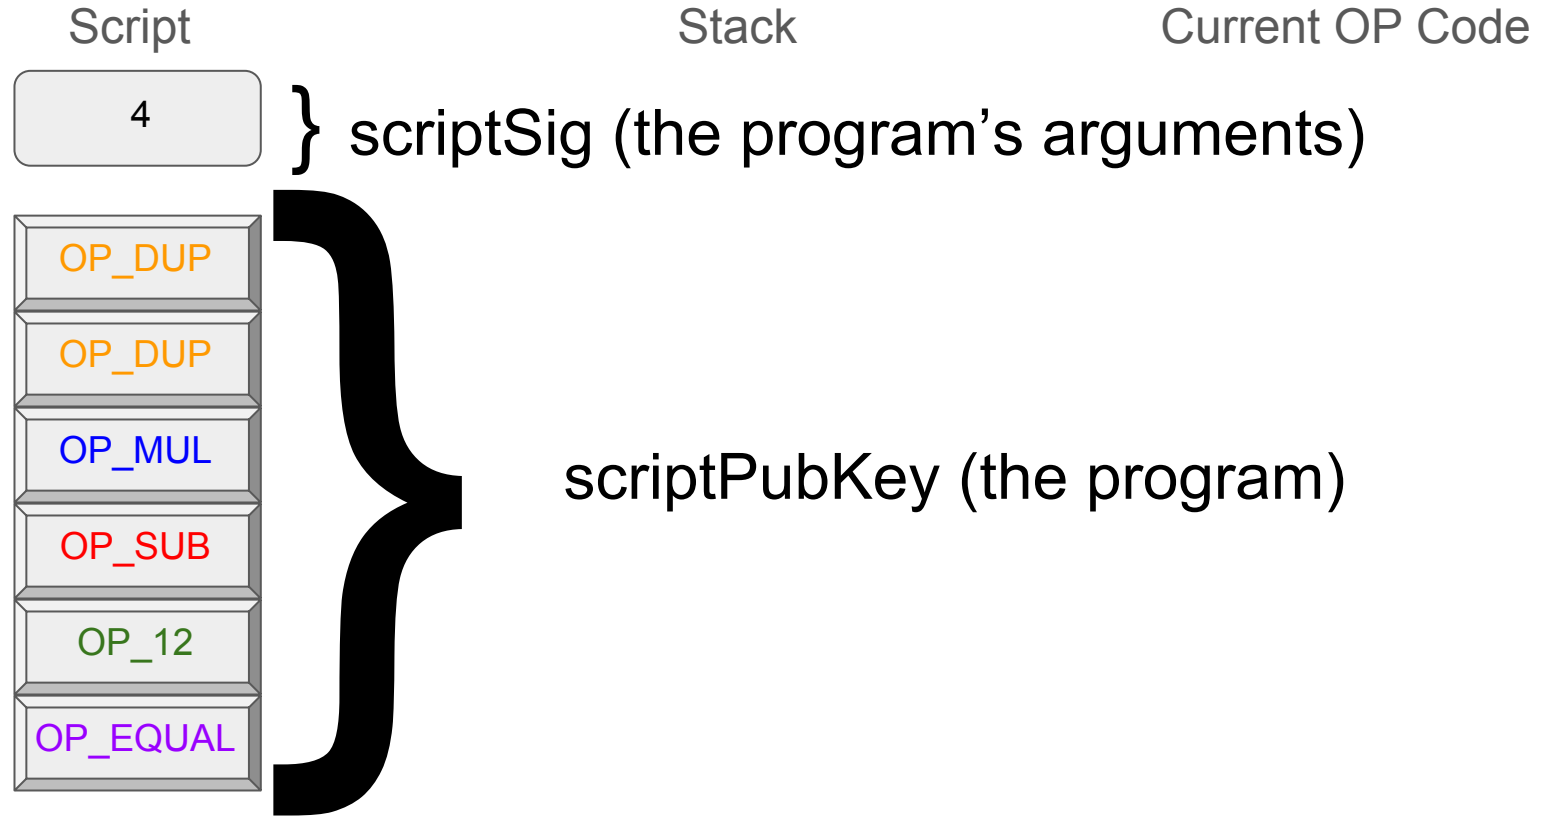 Script
Stack
Current OP Code
4
} scriptSig (the program’s arguments)
OP_DUP
OP_DUP
OP_MUL
OP_SUB
OP_12
OP_EQUAL
} scriptPubKey (the program)